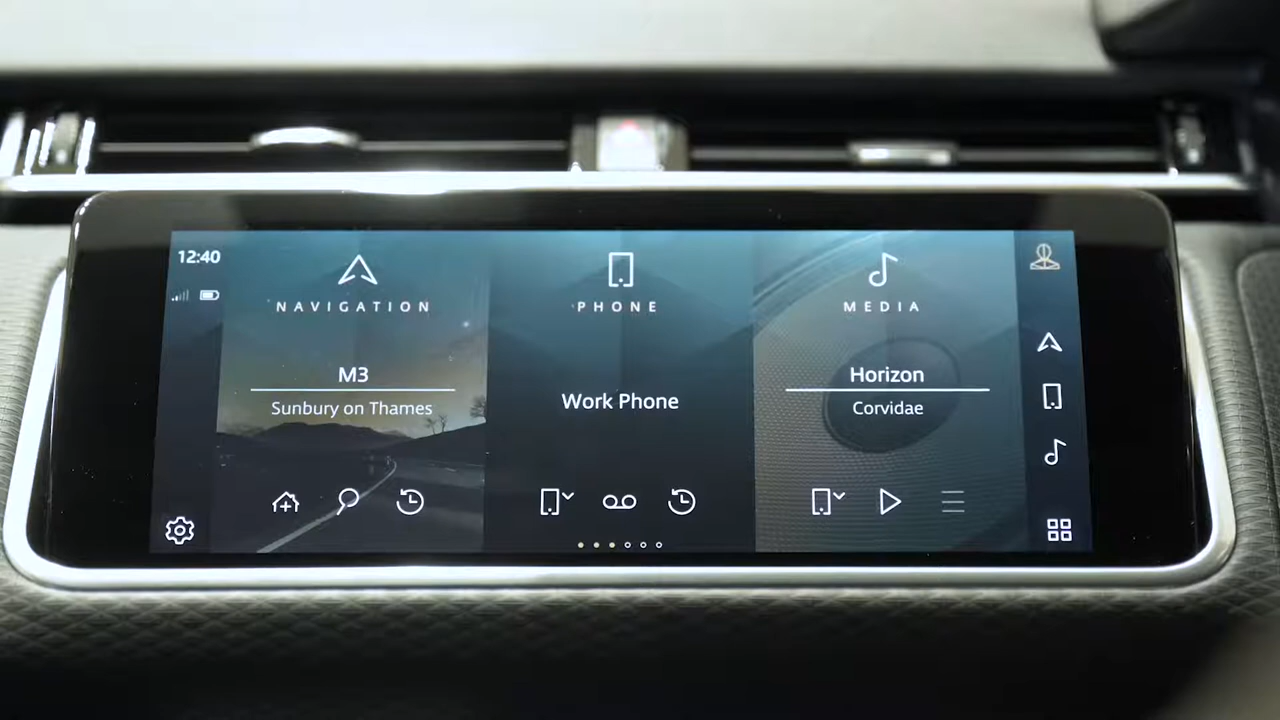 12:40
NAVIGATION
M3
Sunbury on Thames
PHONE
Work Phone
MEDIA
Horizon
Corvidae